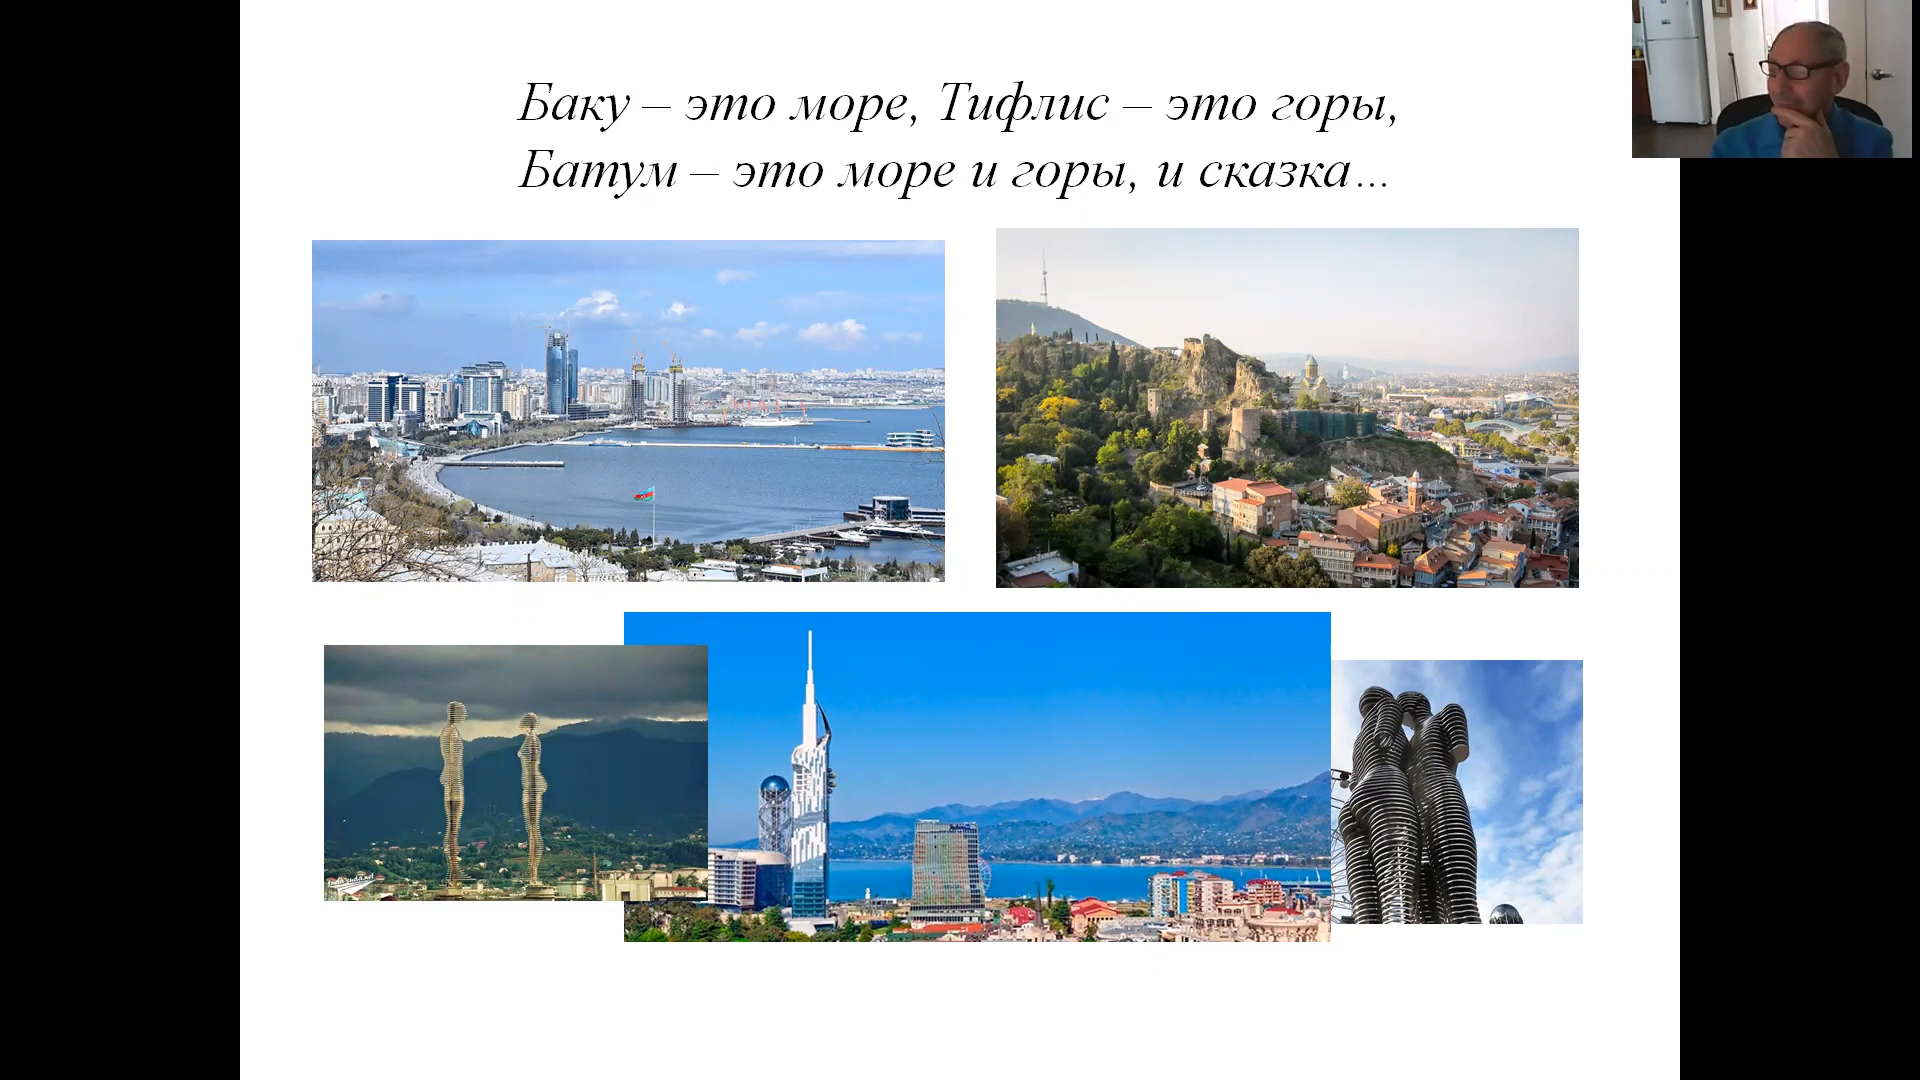 Баку – это море, Тифлис – это горы,
Батум – это море и горы, и сказка…